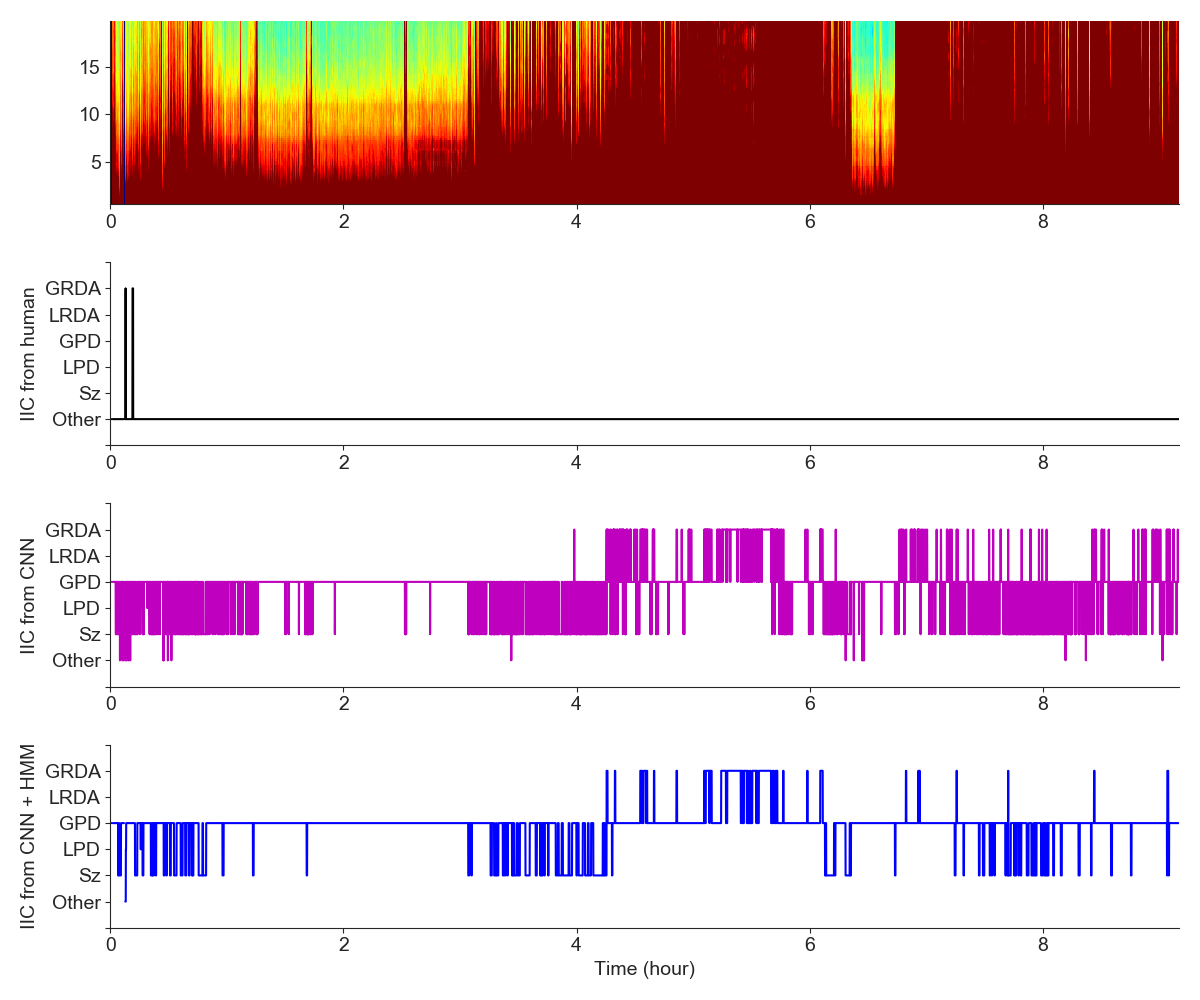 15
10
5
0 2 4 6 8
IIC from human
GRDA
LRDA
GPD
LPD
Sz
Other
0 2 4 6 8
IIC from CNN
GRDA
LRDA
GPD
LPD
Sz
Other
0 2 4 6 8
IIC from CNN + HMM
GRDA
LRDA
GPD
LPD
Sz
Other
0 2 4 6 8
Time (hour)